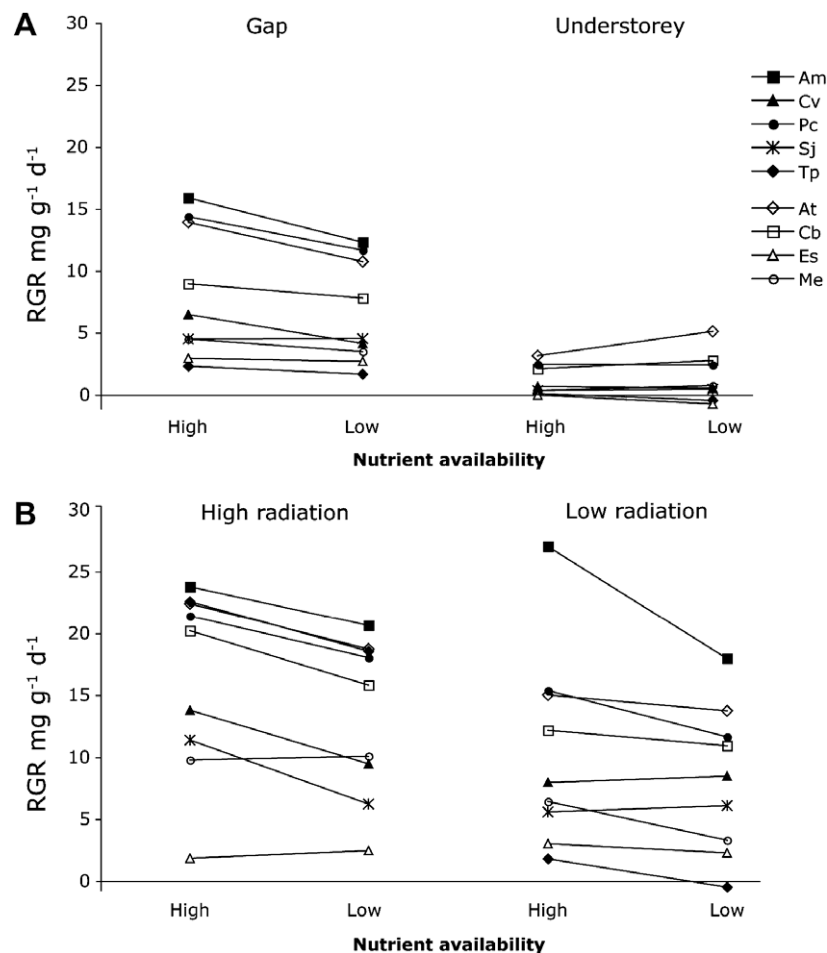 A
Gap
Understorey
30
25
20
15
10
5
0
RGR mg g⁻¹ d⁻¹
High
Low
High
Low
Nutrient availability
Am
Cv
Pc
Sj
Tp
At
Cb
Es
Me
B
High radiation
Low radiation
30
25
20
15
10
5
0
RGR mg g⁻¹ d⁻¹
High
Low
High
Low
Nutrient availability